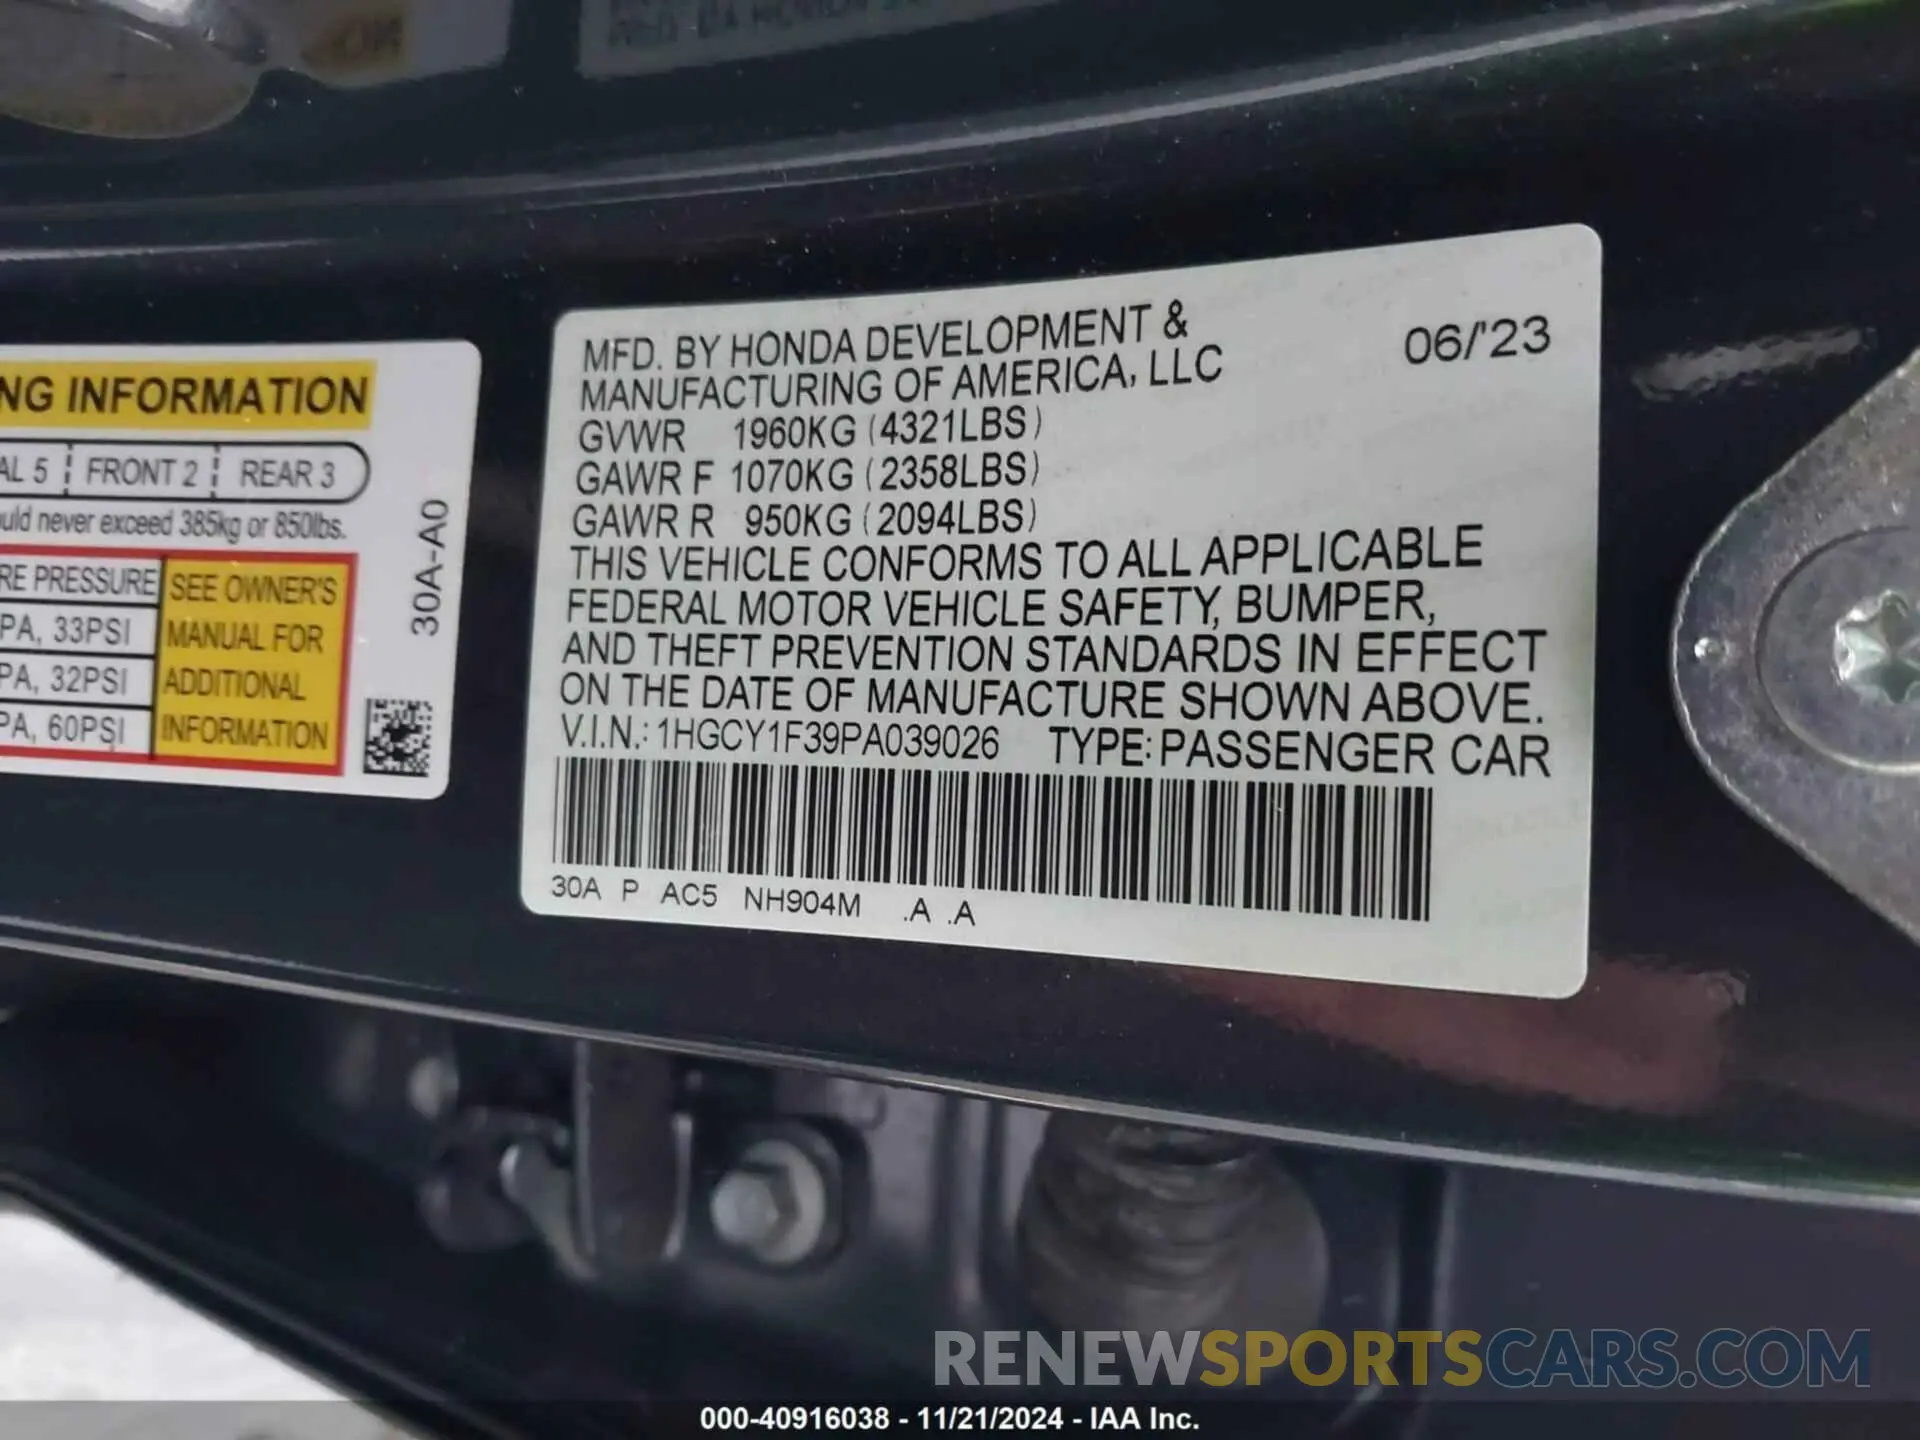 NG INFORMATION
AL 5 FRONT 2 REAR 3
uld never exceed 385kg or 850lbs.
RE PRESSURE
PA, 33PSI
PA, 32PSI
PA, 60PSI
SEE OWNER'S
MANUAL FOR
ADDITIONAL
INFORMATION
30A-A0
MFD. BY HONDA DEVELOPMENT &
MANUFACTURING OF AMERICA, LLC
06/'23
GVWR 1960KG (4321LBS)
GAWR F 1070KG (2358LBS)
GAWR R 950KG (2094LBS)
THIS VEHICLE CONFORMS TO ALL APPLICABLE
FEDERAL MOTOR VEHICLE SAFETY, BUMPER,
AND THEFT PREVENTION STANDARDS IN EFFECT
ON THE DATE OF MANUFACTURE SHOWN ABOVE.
V.I.N.: 1HGCY1F39PA039026 TYPE: PASSENGER CAR
30A P AC5 NH904M .A .A
RENEWSPORTSCARS.COM
000-40916038 - 11/21/2024 - IAA Inc.